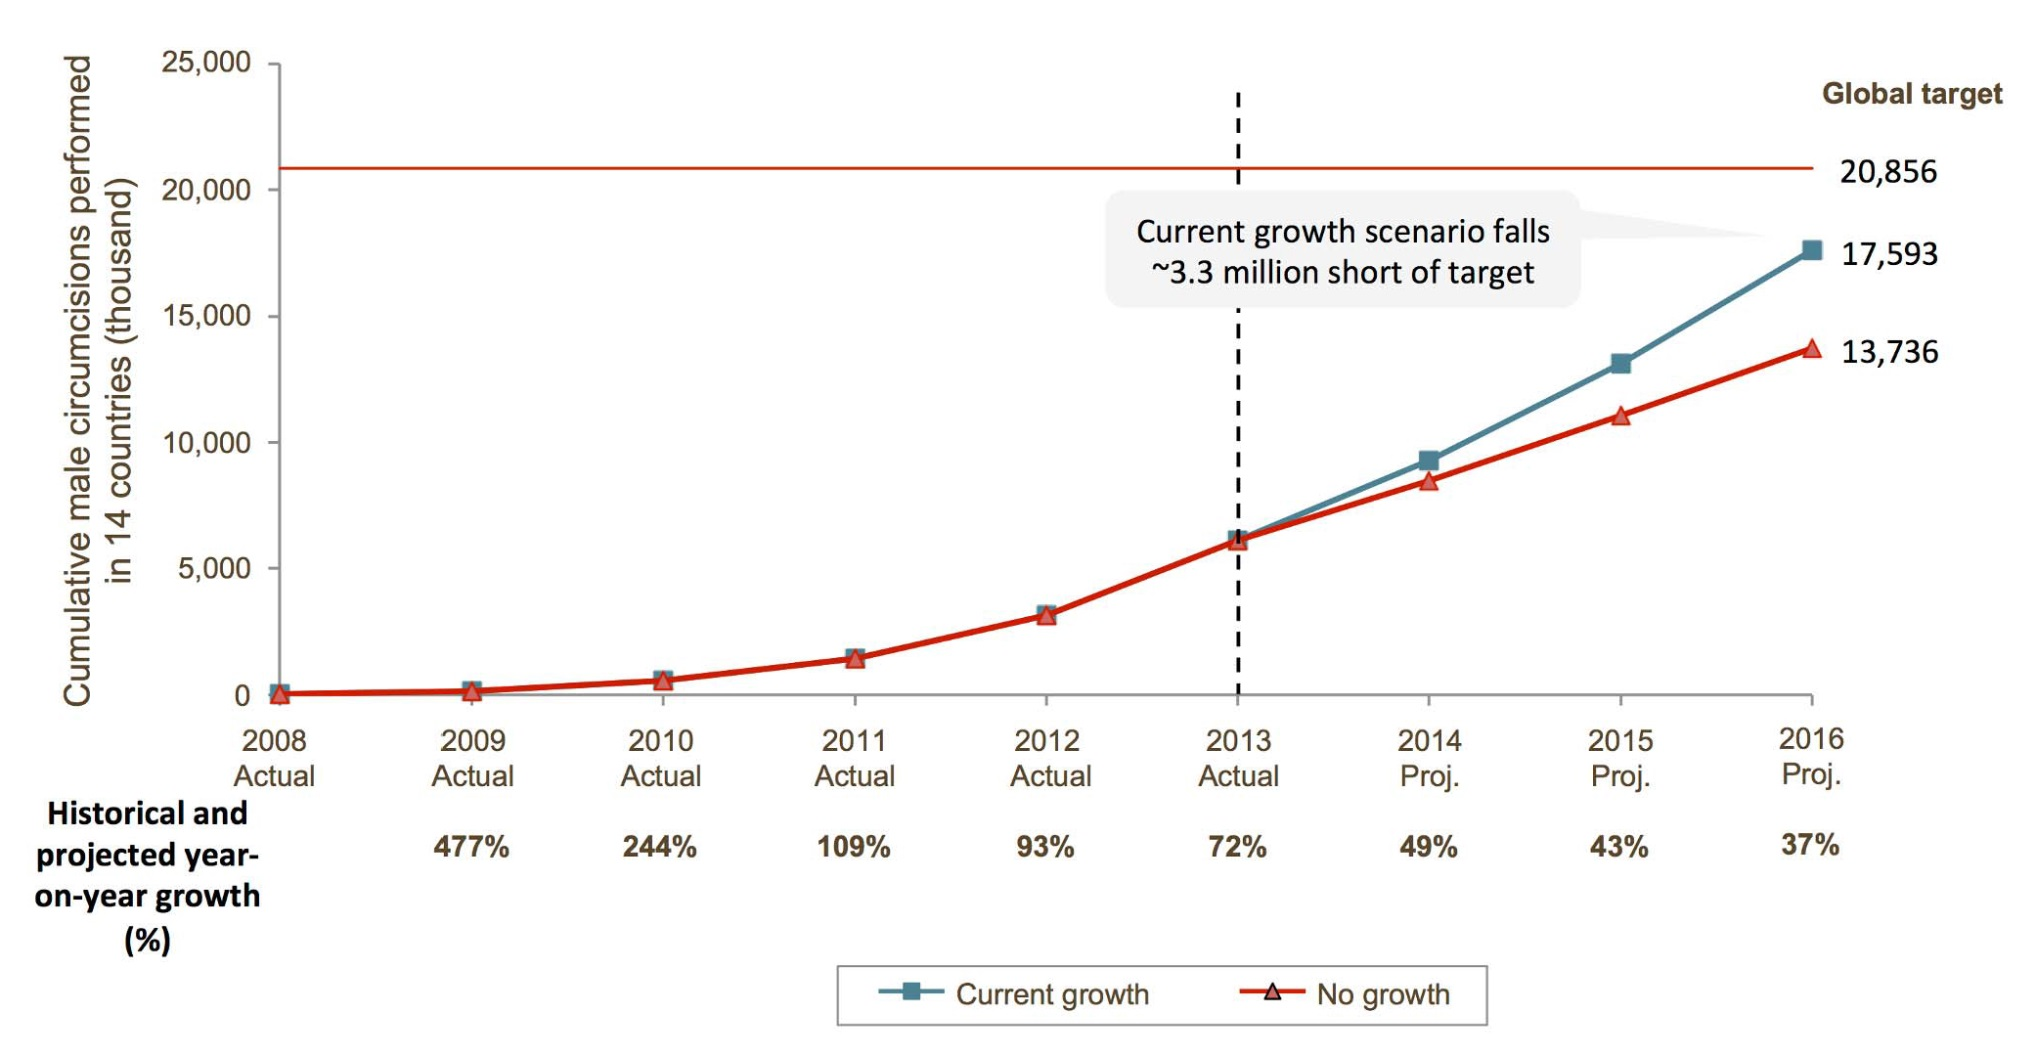 Cumulative male circumcisions performed
in 14 countries (thousand)
25,000
20,000
15,000
10,000
5,000
0
Global target
20,856
17,593
13,736
Current growth scenario falls
~3.3 million short of target
2008 2009 2010 2011 2012 2013 2014 2015 2016
Actual Actual Actual Actual Actual Actual Proj. Proj. Proj.
Historical and
projected year-
on-year growth
(%)
477% 244% 109% 93% 72% 49% 43% 37%
Current growth No growth